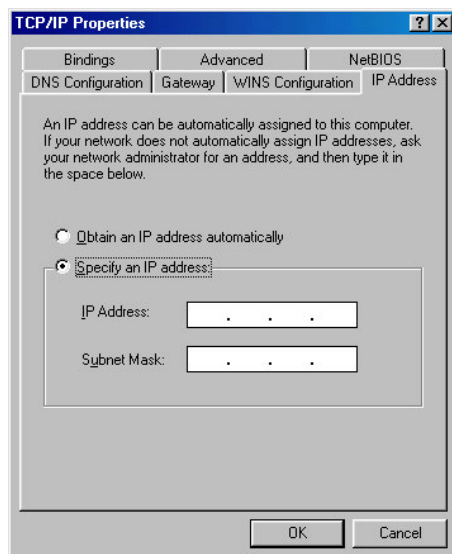 TCP/IP Properties
Bindings Advanced NetBIOS
DNS Configuration Gateway WINS Configuration IP Address
An IP address can be automatically assigned to this computer.
If your network does not automatically assign IP addresses, ask
your network administrator for an address, and then type it in
the space below.
Obtain an IP address automatically
Specify an IP address:
IP Address: . . .
Subnet Mask: . . .
OK Cancel